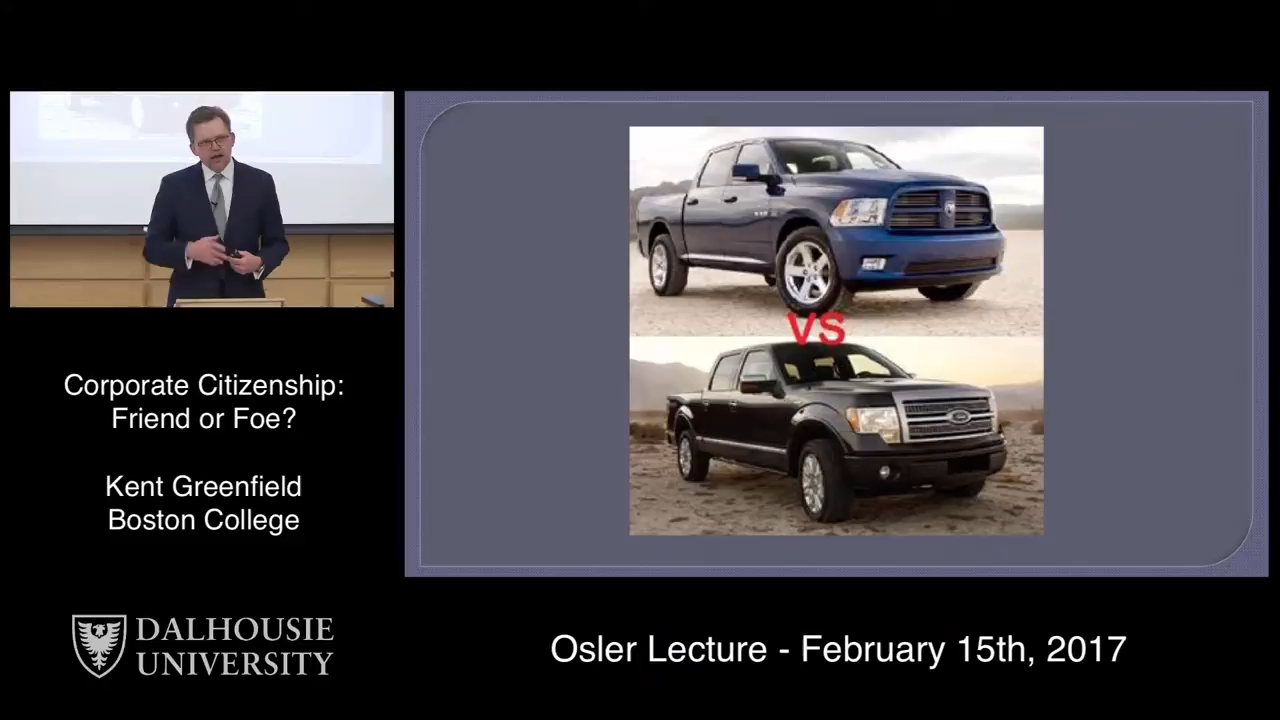 Corporate Citizenship:
Friend or Foe?
Kent Greenfield
Boston College
DALHOUSIE
UNIVERSITY
VS
Osler Lecture - February 15th, 2017